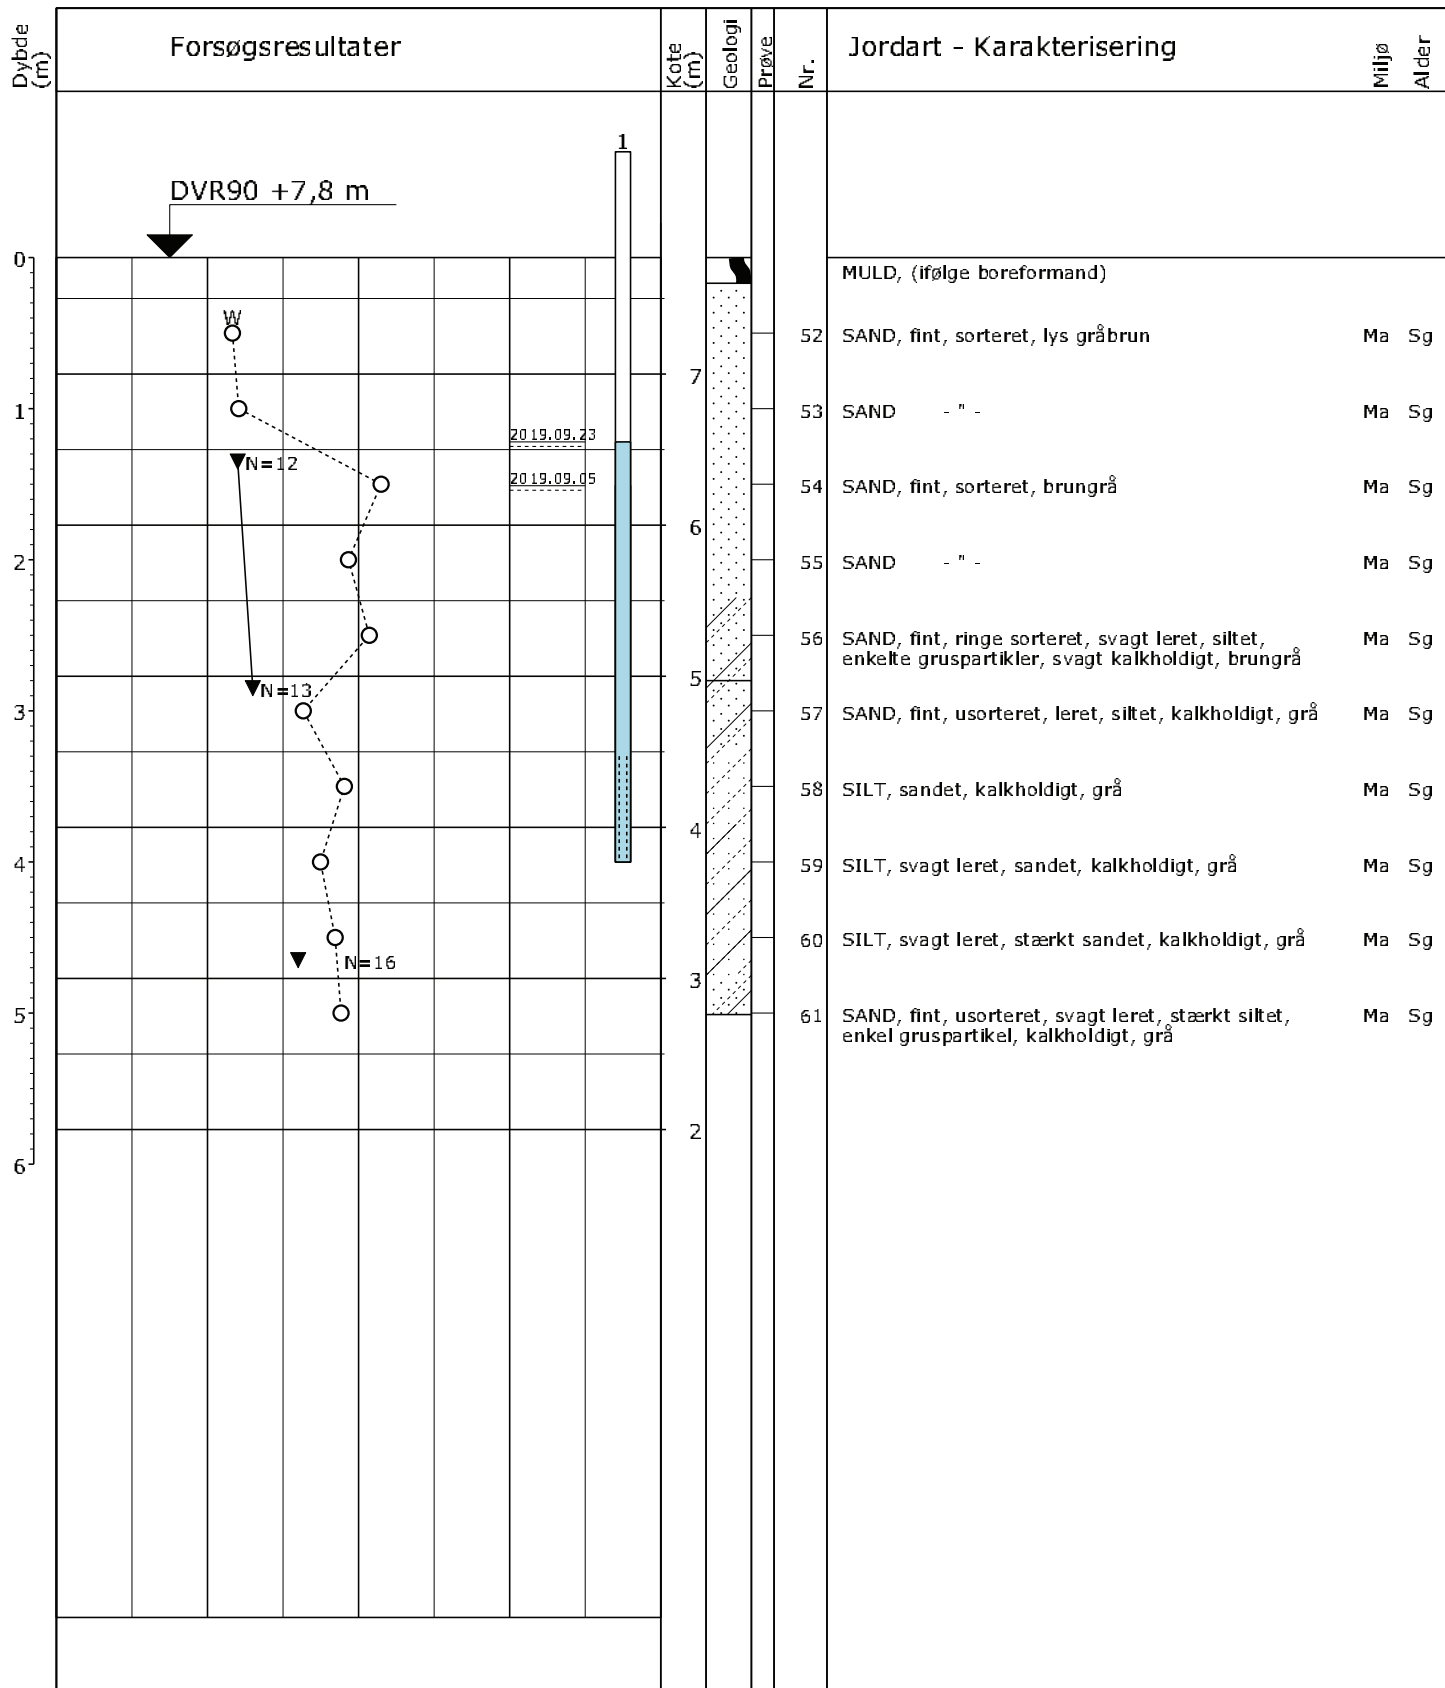 Dybde
(m)
Forsøgsresultater
Kote
(m)
Geologi
Prøve
Nr.
Jordart - Karakterisering
Miljø
Alder
1
DVR90 +7,8 m
0
MULD, (ifølge boreformand)
W
52 SAND, fint, sorteret, lys gråbrun Ma Sg
7
1
53 SAND - " - Ma Sg
2019.09.23
N=12
2019.09.05
54 SAND, fint, sorteret, brungrå Ma Sg
6
2
55 SAND - " - Ma Sg
56 SAND, fint, ringe sorteret, svagt leret, siltet, Ma Sg
enkelte gruspartikler, svagt kalkholdigt, brungrå
5
N=13
3
57 SAND, fint, usorteret, leret, siltet, kalkholdigt, grå Ma Sg
58 SILT, sandet, kalkholdigt, grå Ma Sg
4
4
59 SILT, svagt leret, sandet, kalkholdigt, grå Ma Sg
60 SILT, svagt leret, stærkt sandet, kalkholdigt, grå Ma Sg
N=16
3
5
61 SAND, fint, usorteret, svagt leret, stærkt siltet, Ma Sg
enkel gruspartikel, kalkholdigt, grå
2
6